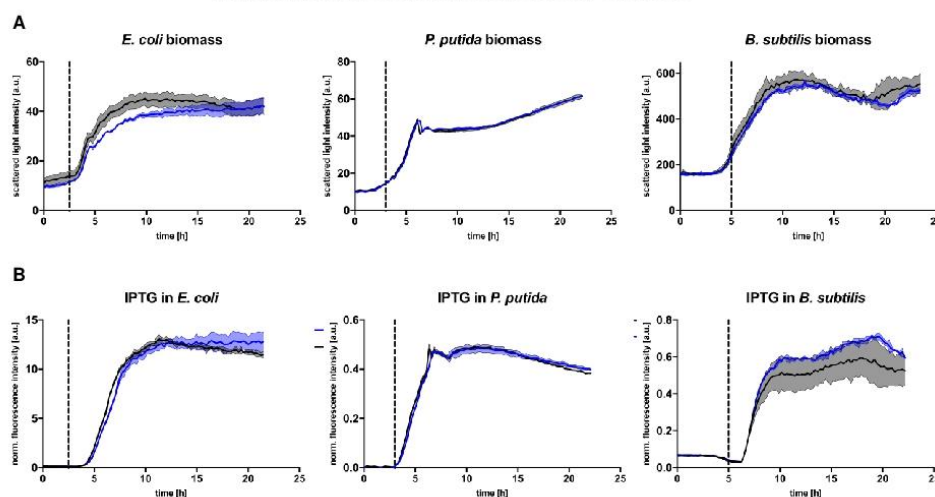 A
E. coli biomass
P. putida biomass
B. subtilis biomass
scattered light intensity [a.u.]
60
40
20
0
0 5 10 15 20 25
time [h]
scattered light intensity [a.u.]
80
60
40
20
0
0 5 10 15 20 25
time [h]
scattered light intensity [a.u.]
600
400
200
0
0 5 10 15 20 25
time [h]
B
IPTG in E. coli
IPTG in P. putida
IPTG in B. subtilis
norm. fluorescence intensity [a.u.]
15
10
5
0
0 5 10 15 20 25
time [h]
norm. fluorescence intensity [a.u.]
0.6
0.4
0.2
0.0
0 5 10 15 20 25
time [h]
norm. fluorescence intensity [a.u.]
0.8
0.6
0.4
0.2
0.0
0 5 10 15 20 25
time [h]